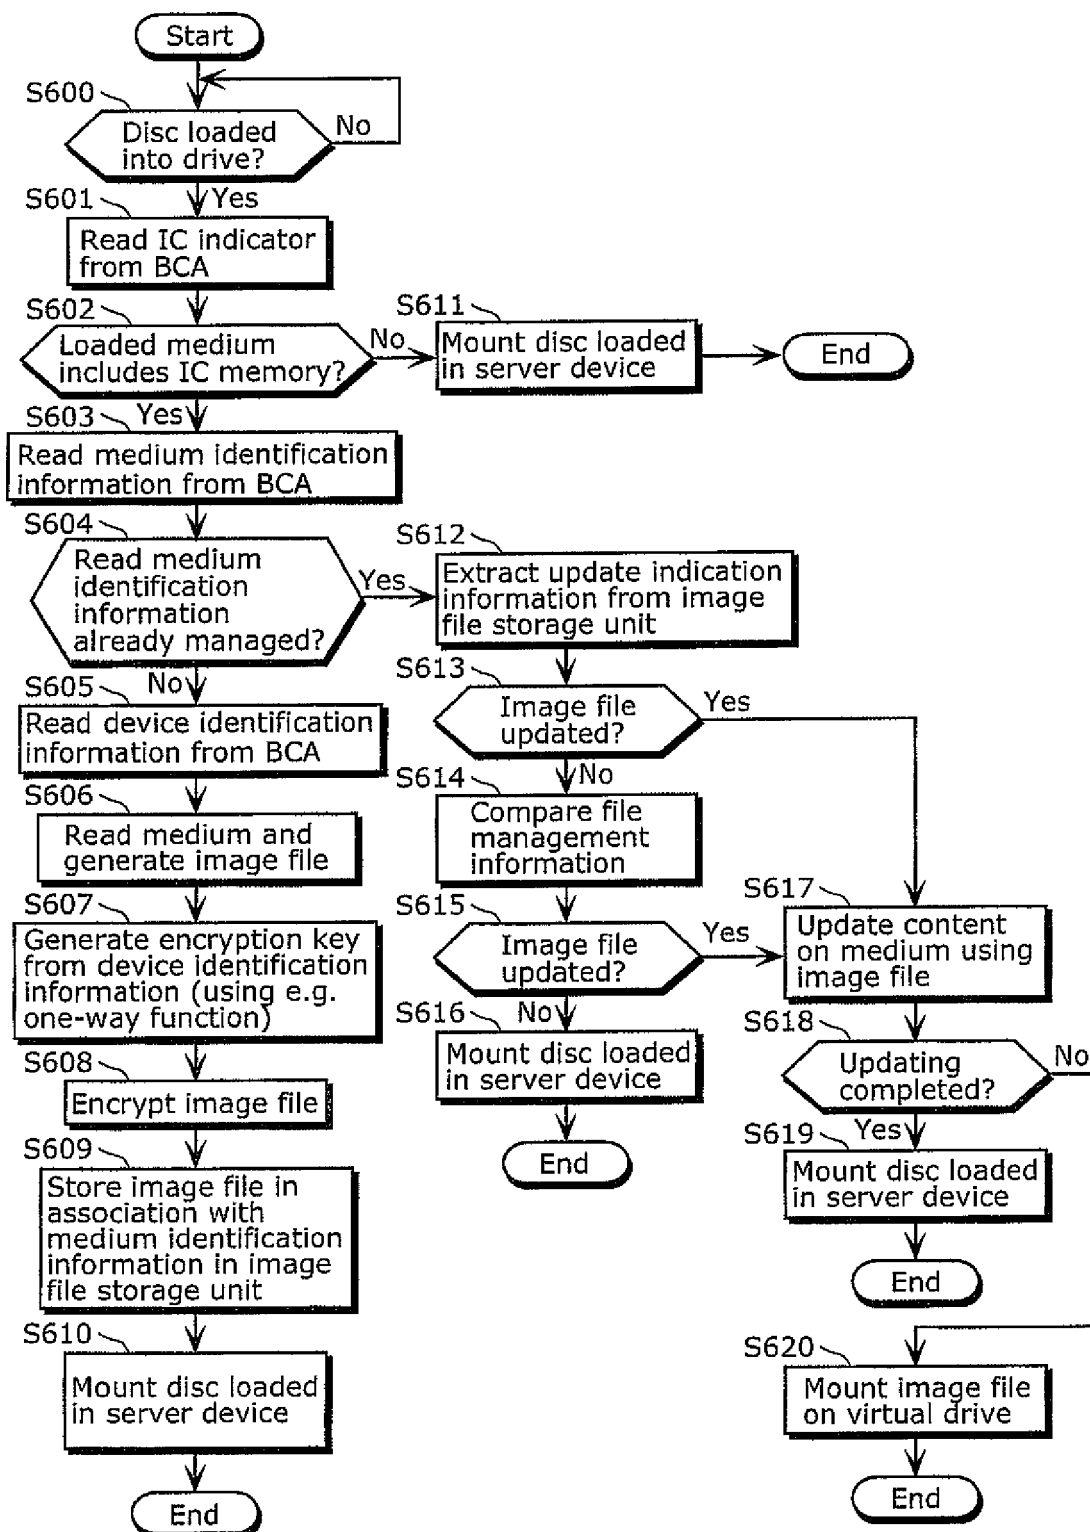 Start
S600
Disc loaded
into drive?
No
Yes
S601
Read IC indicator
from BCA
S602
Loaded medium
includes IC memory?
No
S611
Mount disc loaded
in server device
End
Yes
S603
Read medium identification
information from BCA
S604
Read medium
identification
information
already managed?
Yes
No
S605
Read device identification
information from BCA
S606
Read medium and
generate image file
S607
Generate encryption key
from device identification
information (using e.g.
one-way function)
S608
Encrypt image file
S609
Store image file in
association with
medium identification
information in image
file storage unit
S610
Mount disc loaded
in server device
End
S612
Extract update indication
information from image
file storage unit
S613
Image file
updated?
Yes
No
S614
Compare file
management
information
S615
Image file
updated?
Yes
No
S616
Mount disc loaded
in server device
End
S617
Update content
on medium using
image file
S618
Updating
completed?
No
Yes
S619
Mount disc loaded
in server device
End
S620
Mount image file
on virtual drive
End